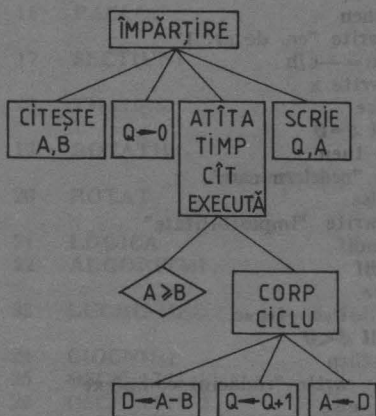 ÎMPĂRȚIRE
CITEȘTE
A,B
Q←0
ATÎTA
TIMP
CÎT
EXECUTĂ
SCRIE
Q,A
A⩾B
CORP
CICLU
D←A-B
Q←Q+1
A←D